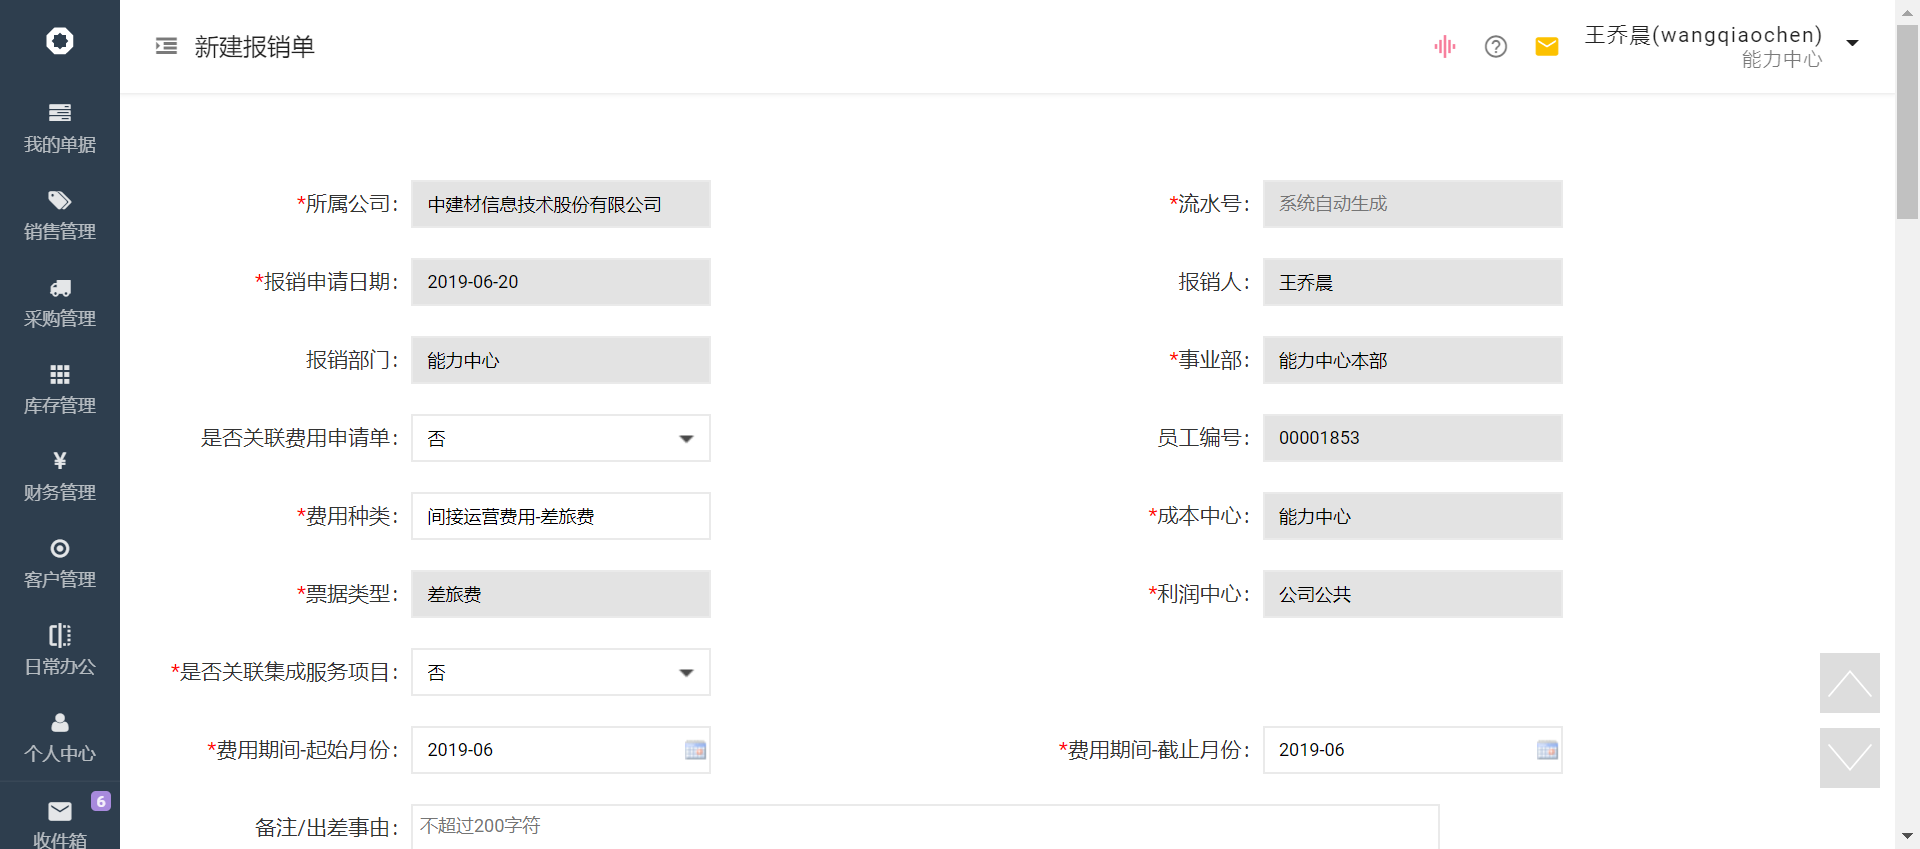 新建报销单
王乔晨(wangqiaochen)
能力中心
我的单据
销售管理
采购管理
库存管理
财务管理
客户管理
日常办公
个人中心
6
收件箱
*所属公司: 中建材信息技术股份有限公司
*流水号: 系统自动生成
*报销申请日期: 2019-06-20
报销人: 王乔晨
报销部门: 能力中心
*事业部: 能力中心本部
是否关联费用申请单: 否
员工编号: 00001853
*费用种类: 间接运营费用-差旅费
*成本中心: 能力中心
*票据类型: 差旅费
*利润中心: 公司公共
*是否关联集成服务项目: 否
*费用期间-起始月份: 2019-06
*费用期间-截止月份: 2019-06
备注/出差事由: 不超过200字符